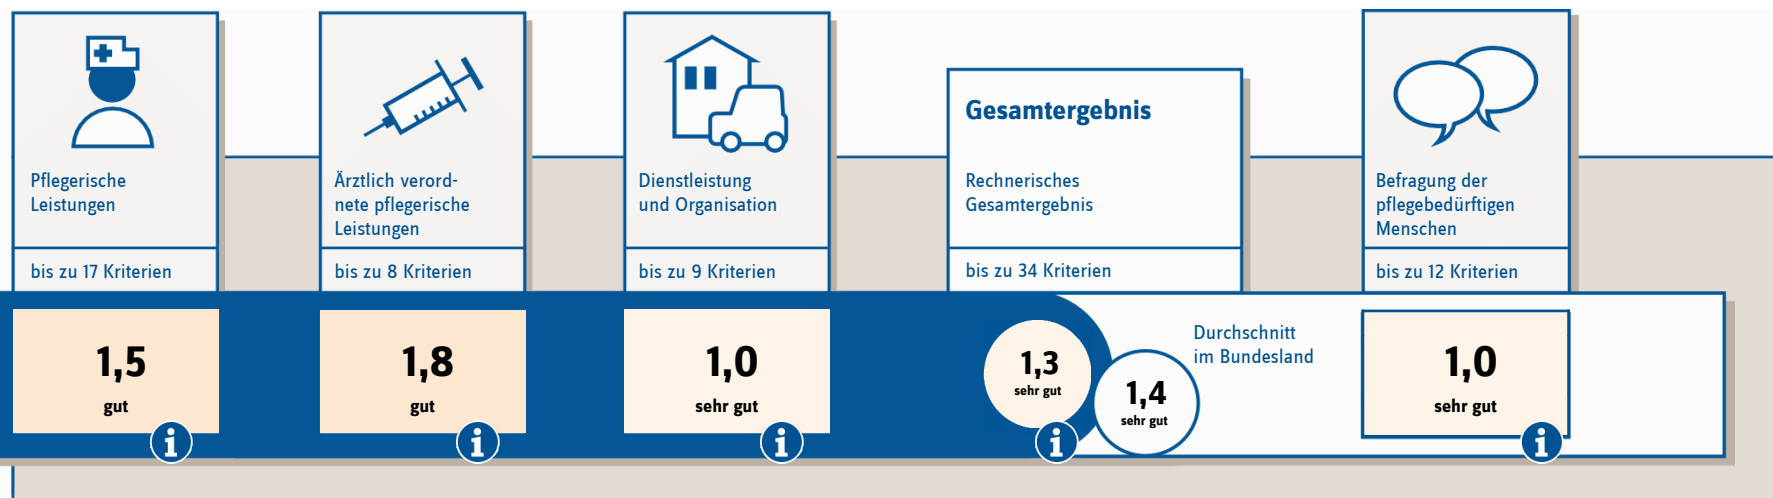 Pflegerische
Leistungen
bis zu 17 Kriterien
1,5
gut
i
Ärztlich verord-
nete pflegerische
Leistungen
bis zu 8 Kriterien
1,8
gut
i
Dienstleistung
und Organisation
bis zu 9 Kriterien
1,0
sehr gut
i
Gesamtergebnis
Rechnerisches
Gesamtergebnis
bis zu 34 Kriterien
1,3
sehr gut
i
1,4
sehr gut
Durchschnitt
im Bundesland
Befragung der
pflegebedürftigen
Menschen
bis zu 12 Kriterien
1,0
sehr gut
i